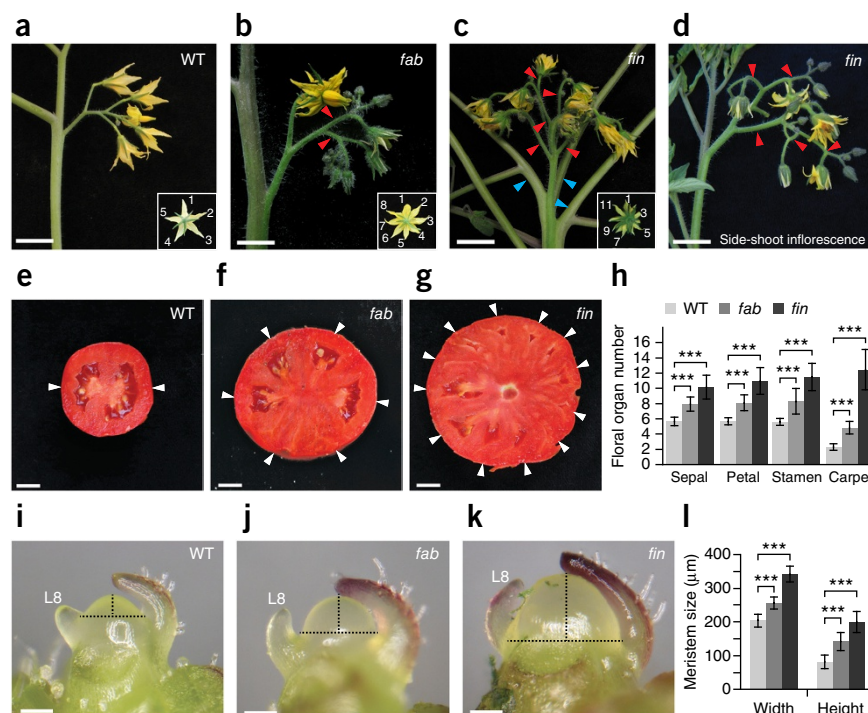 a
WT
1
2
3
4
5
b
fab
1
2
3
4
5
6
7
8
c
fin
1
3
5
7
9
11
d
fin
Side-shoot inflorescence
e
WT
f
fab
g
fin
h
WT fab fin
Floral organ number
16
14
12
10
8
6
4
2
0
*** *** *** *** *** *** *** ***
Sepal Petal Stamen Carpe
i
WT
L8
j
fab
L8
k
fin
L8
l
Meristem size (μm)
400
300
200
100
0
*** *** *** ***
Width Height